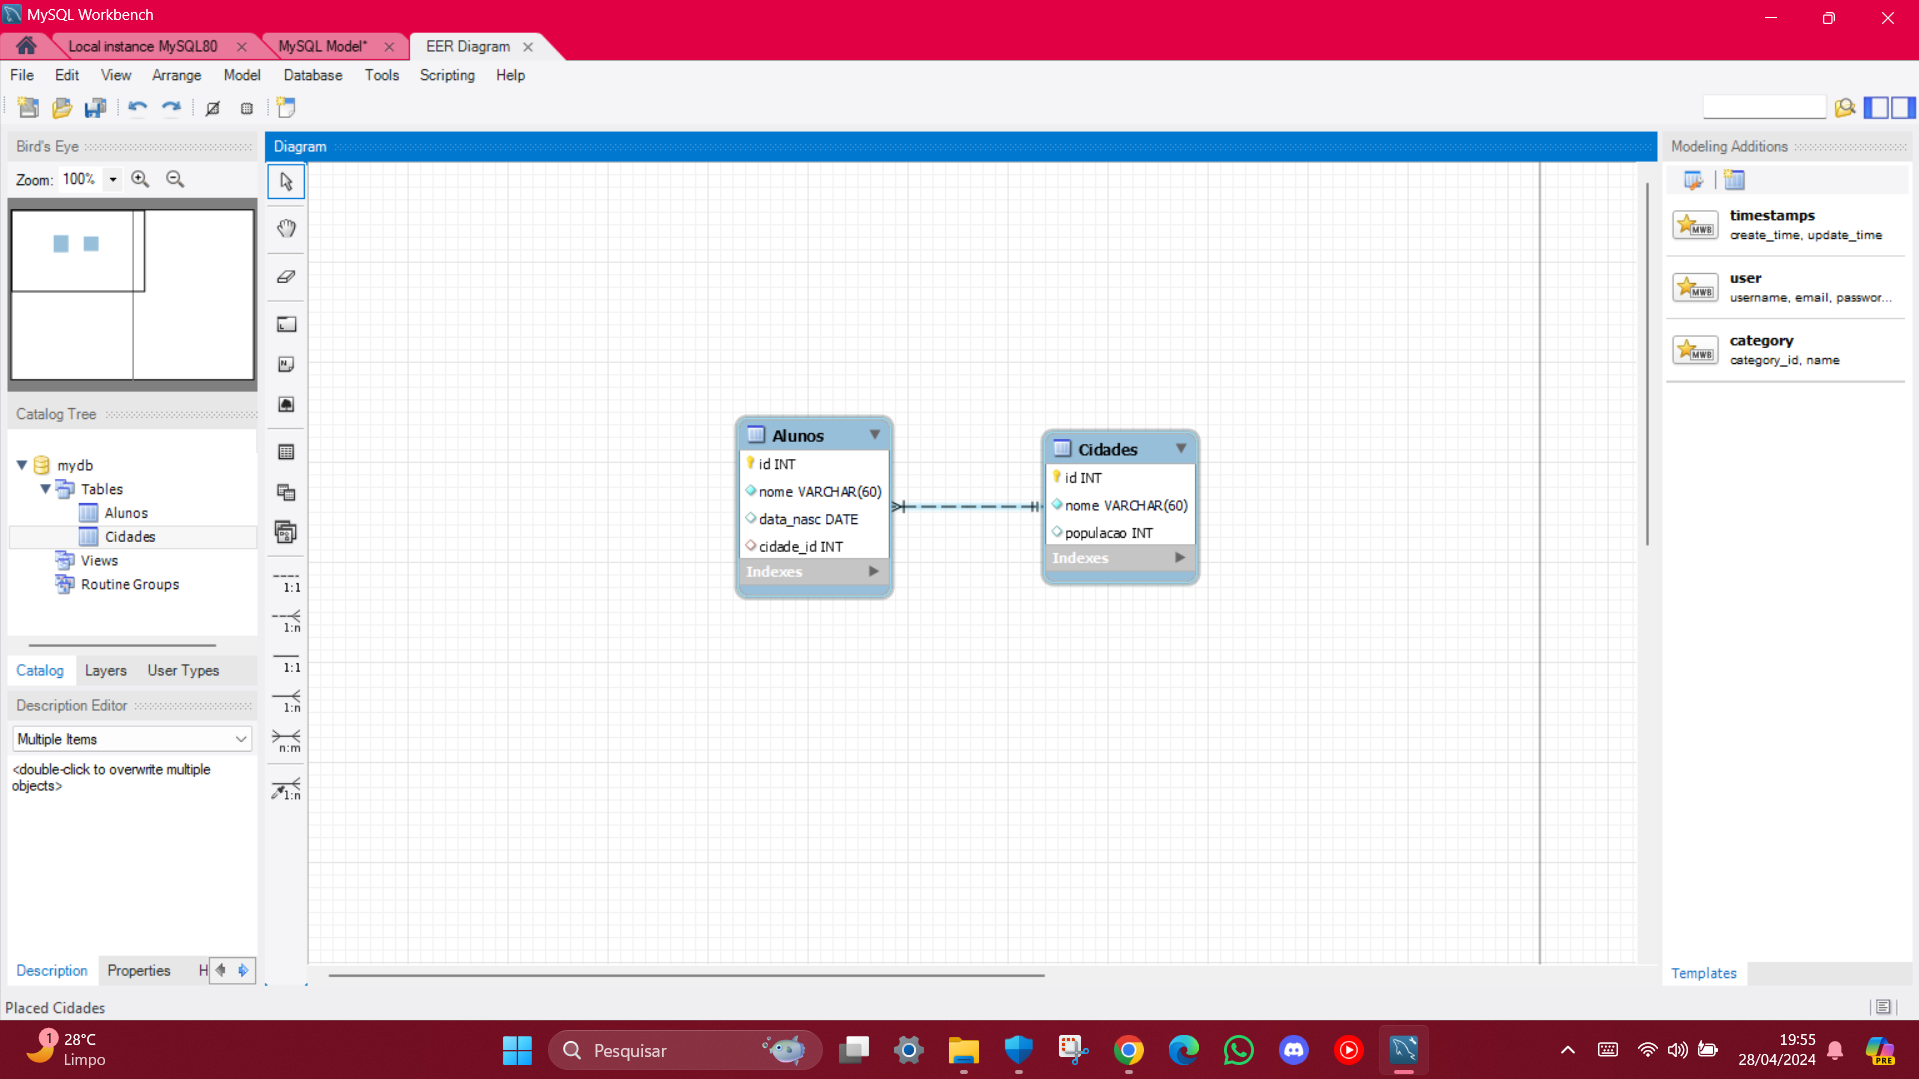 MySQL Workbench
Local instance MySQL80
MySQL Model*
EER Diagram
File
Edit
View
Arrange
Model
Database
Tools
Scripting
Help
Bird's Eye
Zoom: 100%
Catalog Tree
mydb
Tables
Alunos
Cidades
Views
Routine Groups
Catalog
Layers
User Types
Description Editor
Multiple Items
<double-click to overwrite multiple
objects>
Description
Properties
H
Placed Cidades
Diagram
1:1
1:n
1:1
1:n
n:m
1:n
Alunos
id INT
nome VARCHAR(60)
data_nasc DATE
cidade_id INT
Indexes
Cidades
id INT
nome VARCHAR(60)
populacao INT
Indexes
Modeling Additions
MWB
timestamps
create_time, update_time
MWB
user
username, email, passwor...
MWB
category
category_id, name
Templates
1
28°C
Limpo
Pesquisar
19:55
28/04/2024
PRE